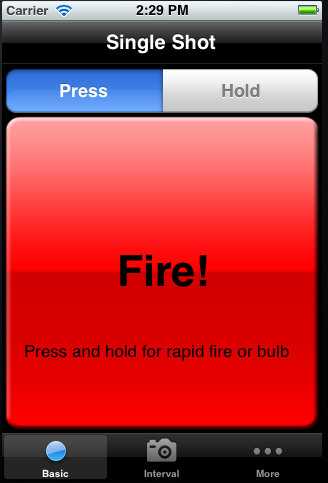 Carrier 2:29 PM
Single Shot
Press Hold
Fire!
Press and hold for rapid fire or bulb
Basic Interval More